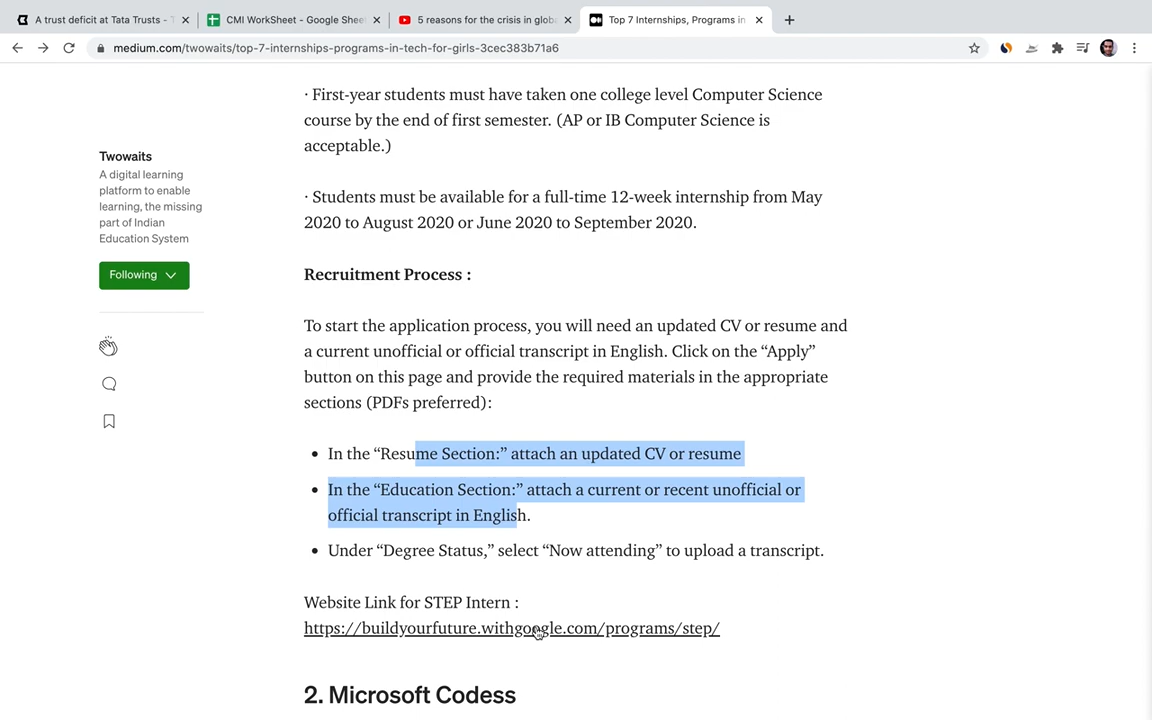 A trust deficit at Tata Trusts - T
CMI WorkSheet - Google Shee
5 reasons for the crisis in globa
Top 7 Internships, Programs in
medium.com/twowaits/top-7-internships-programs-in-tech-for-girls-3cec383b71a6
· First-year students must have taken one college level Computer Science
course by the end of first semester. (AP or IB Computer Science is
acceptable.)
Twowaits
A digital learning
platform to enable
learning, the missing
part of Indian
Education System
Following
· Students must be available for a full-time 12-week internship from May
2020 to August 2020 or June 2020 to September 2020.
Recruitment Process :
To start the application process, you will need an updated CV or resume and
a current unofficial or official transcript in English. Click on the “Apply”
button on this page and provide the required materials in the appropriate
sections (PDFs preferred):
• In the “Resume Section:” attach an updated CV or resume
• In the “Education Section:” attach a current or recent unofficial or
official transcript in English.
• Under “Degree Status,” select “Now attending” to upload a transcript.
Website Link for STEP Intern :
https://buildyourfuture.withgoogle.com/programs/step/
2. Microsoft Codess